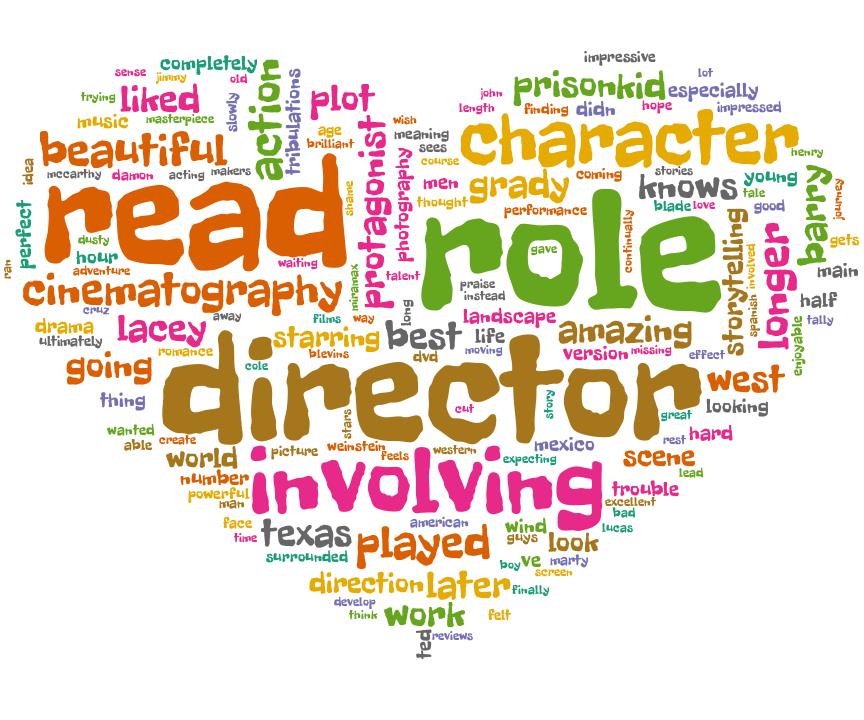 impressive
sense completely
jimmy old
trying liked action tribulations plot
music masterpiece slowly
prisonkid especially lot
john length finding didn hope impressed
beautiful age brilliant protagonist wish meaning sees course
character henry
idea mccarthy damon acting makers
read shame photography men grady coming stories knows young tale
thought performance blade love good barry journey
perfect dusty hour adventure waiting
role gave continually storytelling involved spanish longer gets
cinematography miramax talent praise instead main
cruz away films way long landscape half tally
drama ultimately lacey starring best life amazing enjoyable
romance blevins dvd moving version missing effect
going cole director west
thing stars cut story great looking
wanted able create picture weinstein feels western expecting mexico rest hard
world number involving scene lead
powerful man trouble excellent bad
face time texas american wind guys look lucas
surrounded played boy ve marty screen
direction later finally
develop think work felt
ted reviews